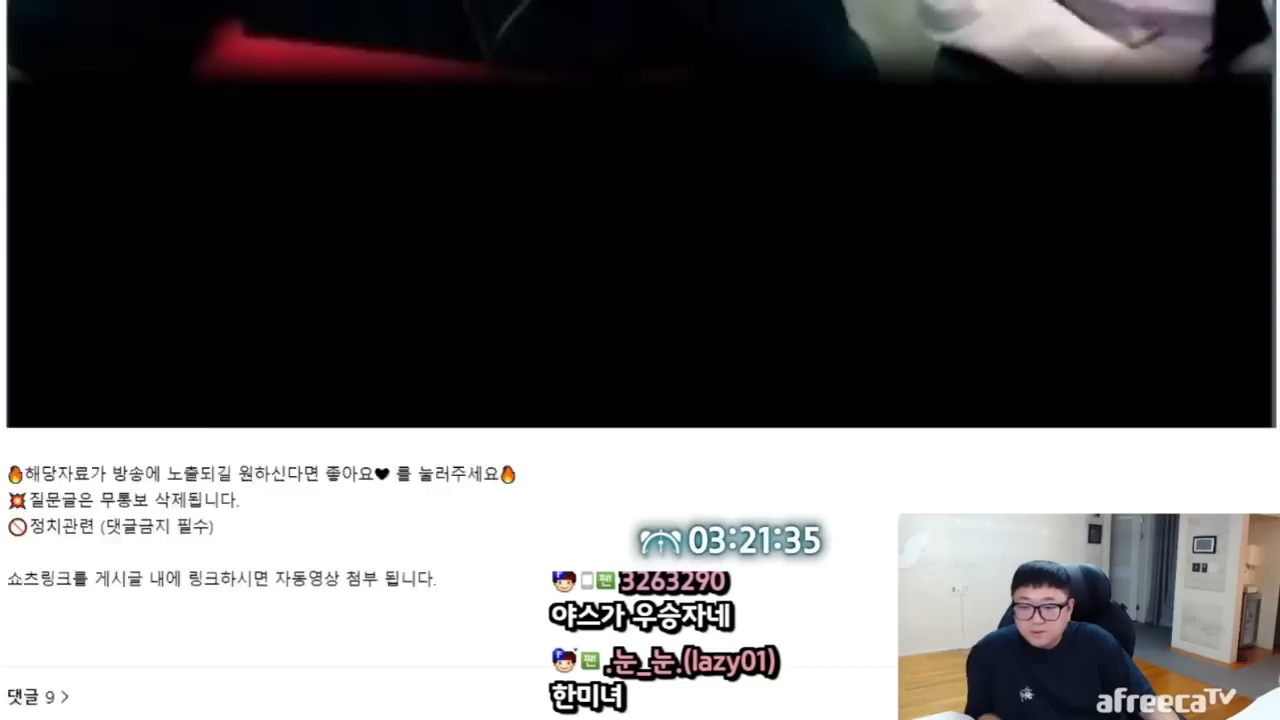 🔥해당자료가 방송에 노출되길 원하신다면 좋아요🖤 를 눌러주세요🔥
💥질문글은 무통보 삭제됩니다.
🚫정치관련 (댓글금지 필수)
쇼츠링크를 게시글 내에 링크하시면 자동영상 첨부 됩니다.
댓글 9 >
03:21:35
팬 3263290
야스가 우승자네
팬 .눈_눈.(lazy01)
한미녀
afreecaTV